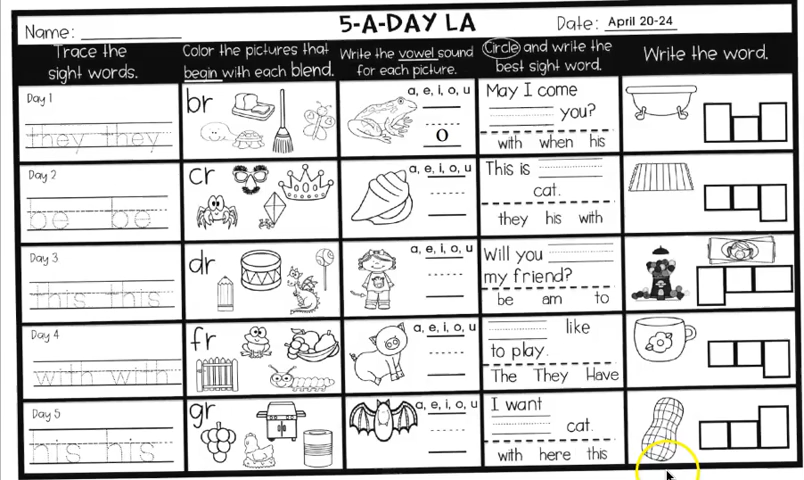 Name:
5-A-DAY LA
Date: April 20-24
Trace the
sight words.
Color the pictures that
begin with each blend.
Write the vowel sound
for each picture.
Circle and write the
best sight word.
Write the word.
Day 1
they they
br
a, e, i, o, u
o
May I come
you?
with when his
Day 2
be be
cr
a, e, i, o, u
This is
cat.
they his with
Day 3
this this
dr
a, e, i, o, u
Will you
my friend?
be am to
Day 4
with with
fr
a, e, i, o, u
like
to play.
The They Have
Day 5
his his
gr
a, e, i, o, u
I want
cat.
with here this